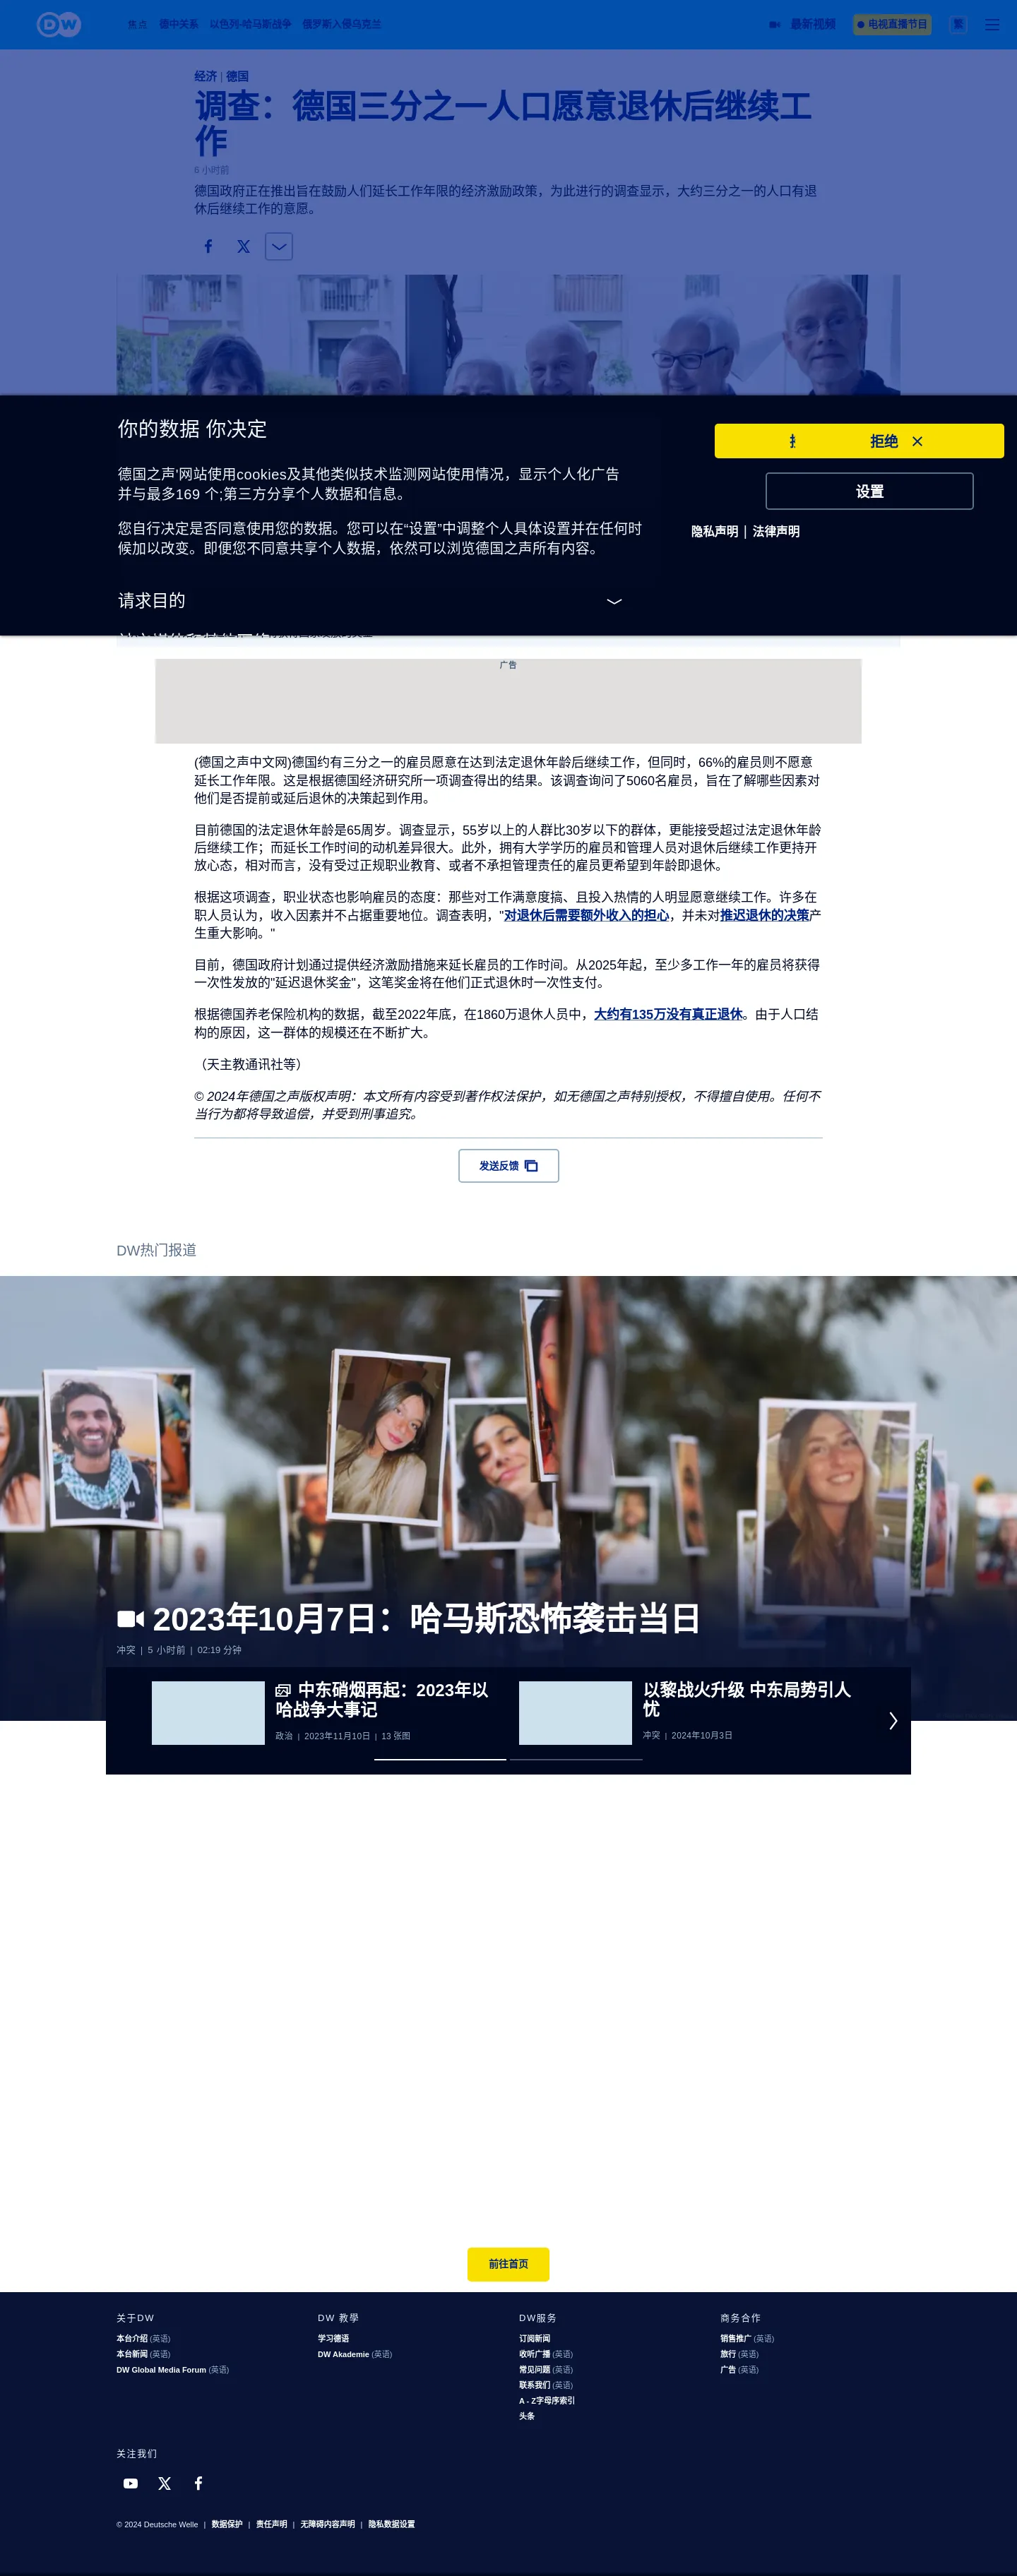 DW
焦点 德中关系 以色列-哈马斯战争 俄罗斯入侵乌克兰
最新视频
电视直播节目
繁
经济 | 德国
调查：德国三分之一人口愿意退休后继续工
作
6 小时前
德国政府正在推出旨在鼓励人们延长工作年限的经济激励政策，为此进行的调查显示，大约三分之一的人口有退
休后继续工作的意愿。
你的数据 你决定
德国之声'网站使用cookies及其他类似技术监测网站使用情况，显示个人化广告
并与最多169 个;第三方分享个人数据和信息。
您自行决定是否同意使用您的数据。您可以在“设置”中调整个人具体设置并在任何时
候加以改变。即便您不同意共享个人数据，依然可以浏览德国之声所有内容。
请求目的
拒绝
设置
隐私声明 | 法律声明
广告
(德国之声中文网)德国约有三分之一的雇员愿意在达到法定退休年龄后继续工作，但同时，66%的雇员则不愿意
延长工作年限。这是根据德国经济研究所一项调查得出的结果。该调查询问了5060名雇员，旨在了解哪些因素对
他们是否提前或延后退休的决策起到作用。
目前德国的法定退休年龄是65周岁。调查显示，55岁以上的人群比30岁以下的群体，更能接受超过法定退休年龄
后继续工作；而延长工作时间的动机差异很大。此外，拥有大学学历的雇员和管理人员对退休后继续工作更持开
放心态，相对而言，没有受过正规职业教育、或者不承担管理责任的雇员更希望到年龄即退休。
根据这项调查，职业状态也影响雇员的态度：那些对工作满意度搞、且投入热情的人明显愿意继续工作。许多在
职人员认为，收入因素并不占据重要地位。调查表明，"对退休后需要额外收入的担心，并未对推迟退休的决策产
生重大影响。"
目前，德国政府计划通过提供经济激励措施来延长雇员的工作时间。从2025年起，至少多工作一年的雇员将获得
一次性发放的"延迟退休奖金"，这笔奖金将在他们正式退休时一次性支付。
根据德国养老保险机构的数据，截至2022年底，在1860万退休人员中，大约有135万没有真正退休。由于人口结
构的原因，这一群体的规模还在不断扩大。
（天主教通讯社等）
© 2024年德国之声版权声明：本文所有内容受到著作权法保护，如无德国之声特别授权，不得擅自使用。任何不
当行为都将导致追偿，并受到刑事追究。
发送反馈
DW热门报道
2023年10月7日：哈马斯恐怖袭击当日
冲突 | 5 小时前 | 02:19 分钟
中东硝烟再起：2023年以
哈战争大事记
政治 | 2023年11月10日 | 13 张图
以黎战火升级 中东局势引人
忧
冲突 | 2024年10月3日
前往首页
关于DW
本台介绍 (英语)
本台新闻 (英语)
DW Global Media Forum (英语)
DW 教學
学习德语
DW Akademie (英语)
DW服务
订阅新闻
收听广播 (英语)
常见问题 (英语)
联系我们 (英语)
A - Z字母序索引
头条
商务合作
销售推广 (英语)
旅行 (英语)
广告 (英语)
关注我们
© 2024 Deutsche Welle | 数据保护 | 责任声明 | 无障碍内容声明 | 隐私数据设置